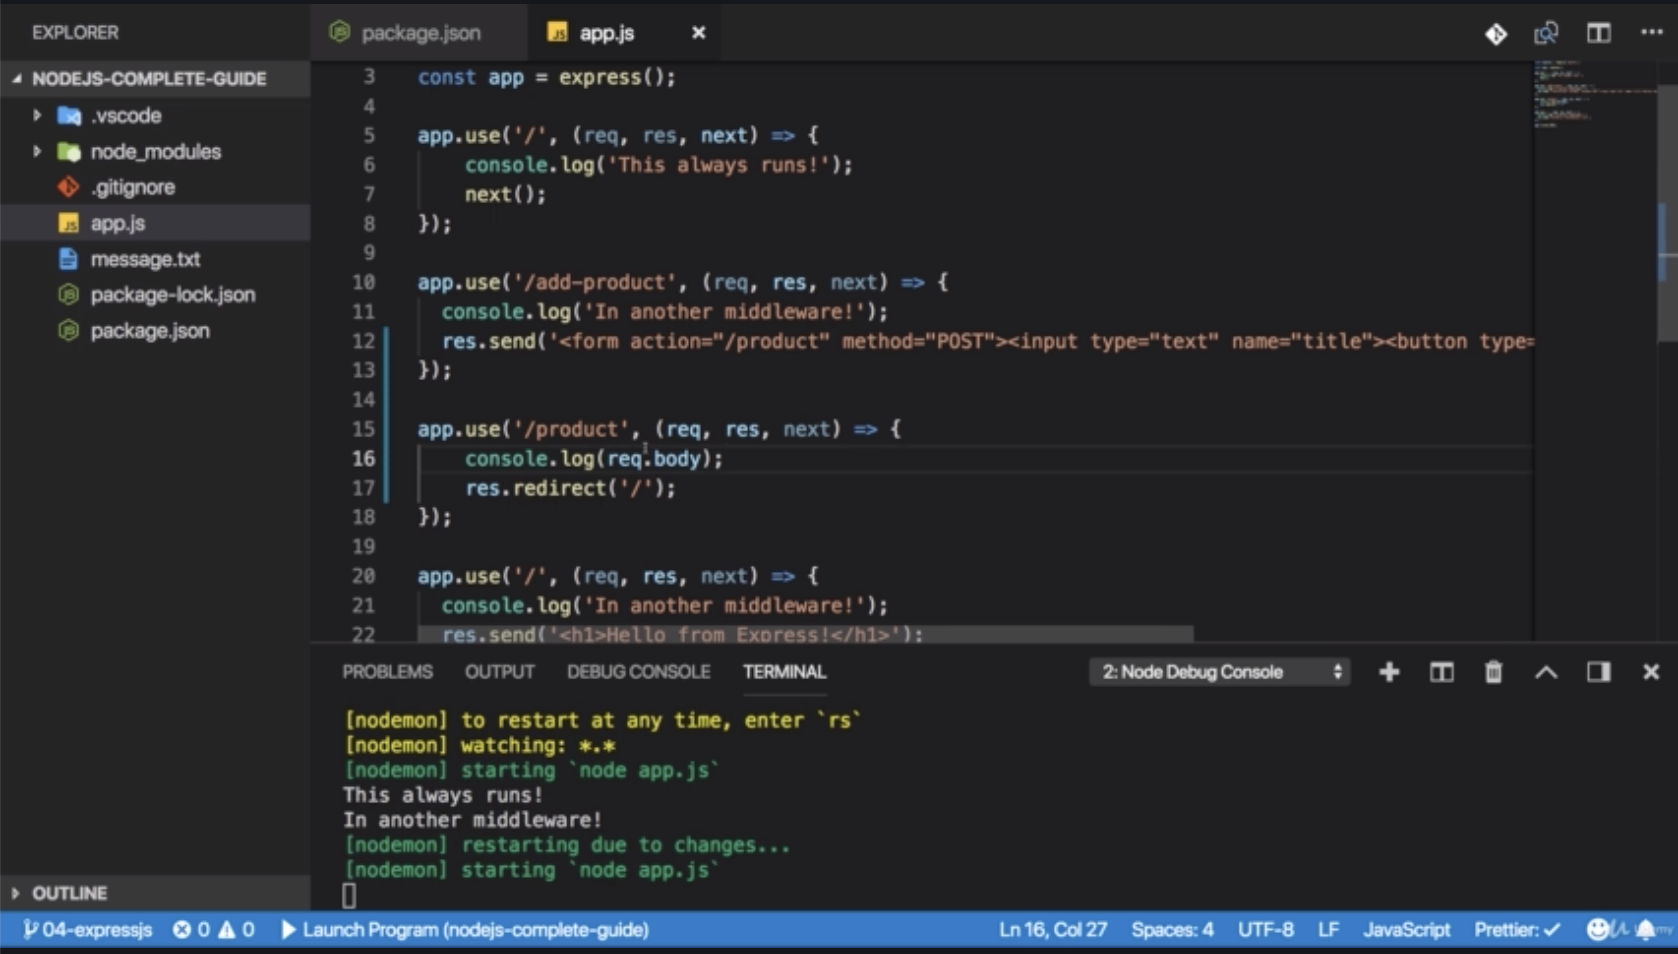 EXPLORER
NODEJS-COMPLETE-GUIDE
.vscode
node_modules
.gitignore
app.js
message.txt
package-lock.json
package.json
OUTLINE
package.json
app.js
3 const app = express();
4
5 app.use('/', (req, res, next) => {
6 console.log('This always runs!');
7 next();
8 });
9
10 app.use('/add-product', (req, res, next) => {
11 console.log('In another middleware!');
12 res.send('<form action="/product" method="POST"><input type="text" name="title"><button type=
13 });
14
15 app.use('/product', (req, res, next) => {
16 console.log(req.body);
17 res.redirect('/');
18 });
19
20 app.use('/', (req, res, next) => {
21 console.log('In another middleware!');
22 res.send('<h1>Hello from Express!</h1>');
PROBLEMS OUTPUT DEBUG CONSOLE TERMINAL 2: Node Debug Console
[nodemon] to restart at any time, enter `rs`
[nodemon] watching: *.*
[nodemon] starting `node app.js`
This always runs!
In another middleware!
[nodemon] restarting due to changes...
[nodemon] starting `node app.js`
04-expressjs 0 0 Launch Program (nodejs-complete-guide) Ln 16, Col 27 Spaces: 4 UTF-8 LF JavaScript Prettier: ✓